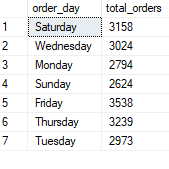 order_day total_orders
1 Saturday 3158
2 Wednesday 3024
3 Monday 2794
4 Sunday 2624
5 Friday 3538
6 Thursday 3239
7 Tuesday 2973